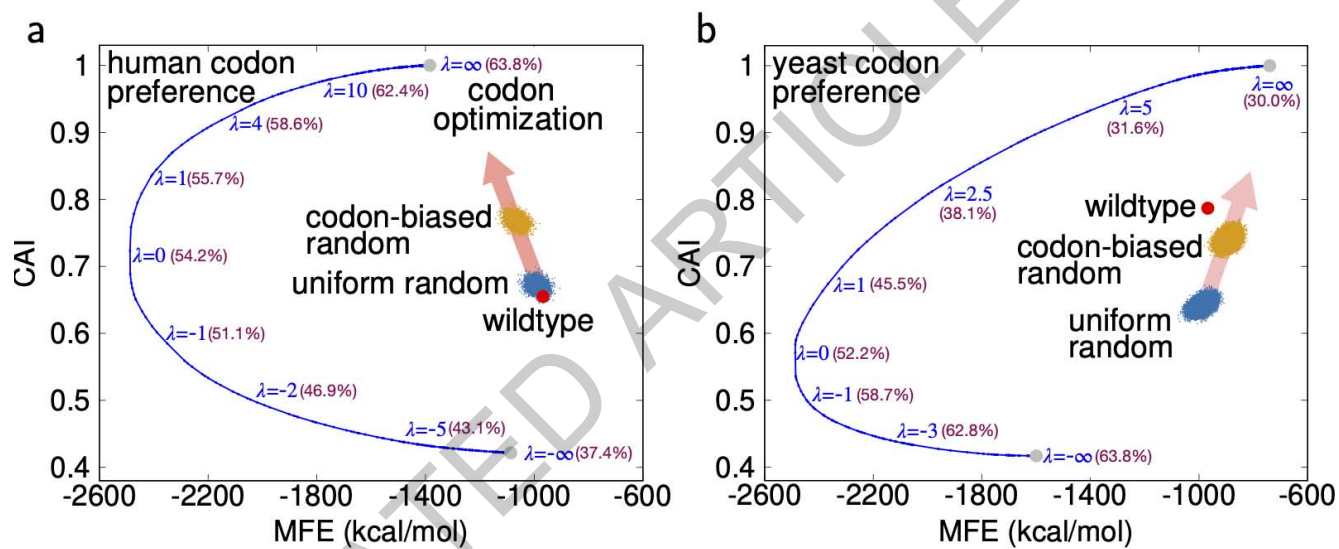 a
human codon
preference
λ=∞ (63.8%)
λ=10 (62.4%)
codon
optimization
λ=4 (58.6%)
λ=1 (55.7%)
codon-biased
random
λ=0 (54.2%)
uniform random
wildtype
λ=-1 (51.1%)
λ=-2 (46.9%)
λ=-5 (43.1%)
λ=-∞ (37.4%)
CAI
1
0.9
0.8
0.7
0.6
0.5
0.4
-2600 -2200 -1800 -1400 -1000 -600
MFE (kcal/mol)
b
yeast codon
preference
λ=∞
(30.0%)
λ=5
(31.6%)
λ=2.5
(38.1%)
wildtype
codon-biased
random
λ=1 (45.5%)
uniform
random
λ=0 (52.2%)
λ=-1 (58.7%)
λ=-3 (62.8%)
λ=-∞ (63.8%)
CAI
1
0.9
0.8
0.7
0.6
0.5
0.4
-2600 -2200 -1800 -1400 -1000 -600
MFE (kcal/mol)
ATED ARTICLE